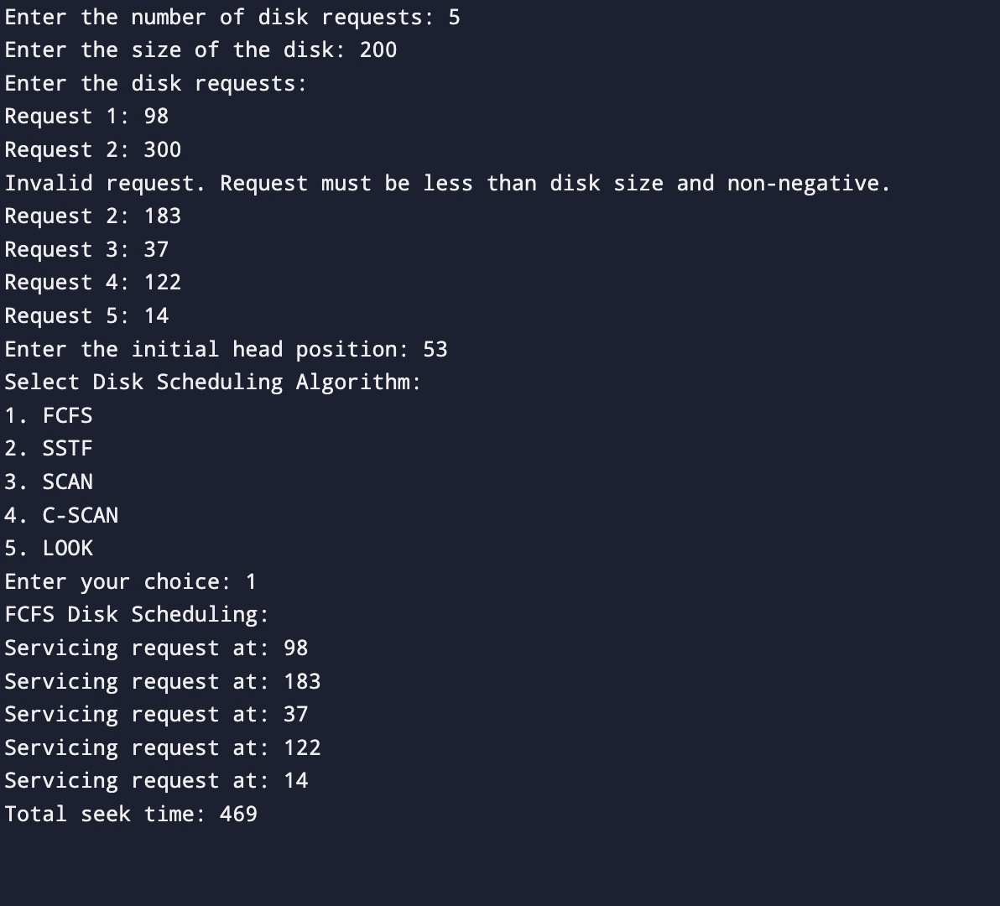 Enter the number of disk requests: 5
Enter the size of the disk: 200
Enter the disk requests:
Request 1: 98
Request 2: 300
Invalid request. Request must be less than disk size and non-negative.
Request 2: 183
Request 3: 37
Request 4: 122
Request 5: 14
Enter the initial head position: 53
Select Disk Scheduling Algorithm:
1. FCFS
2. SSTF
3. SCAN
4. C-SCAN
5. LOOK
Enter your choice: 1
FCFS Disk Scheduling:
Servicing request at: 98
Servicing request at: 183
Servicing request at: 37
Servicing request at: 122
Servicing request at: 14
Total seek time: 469